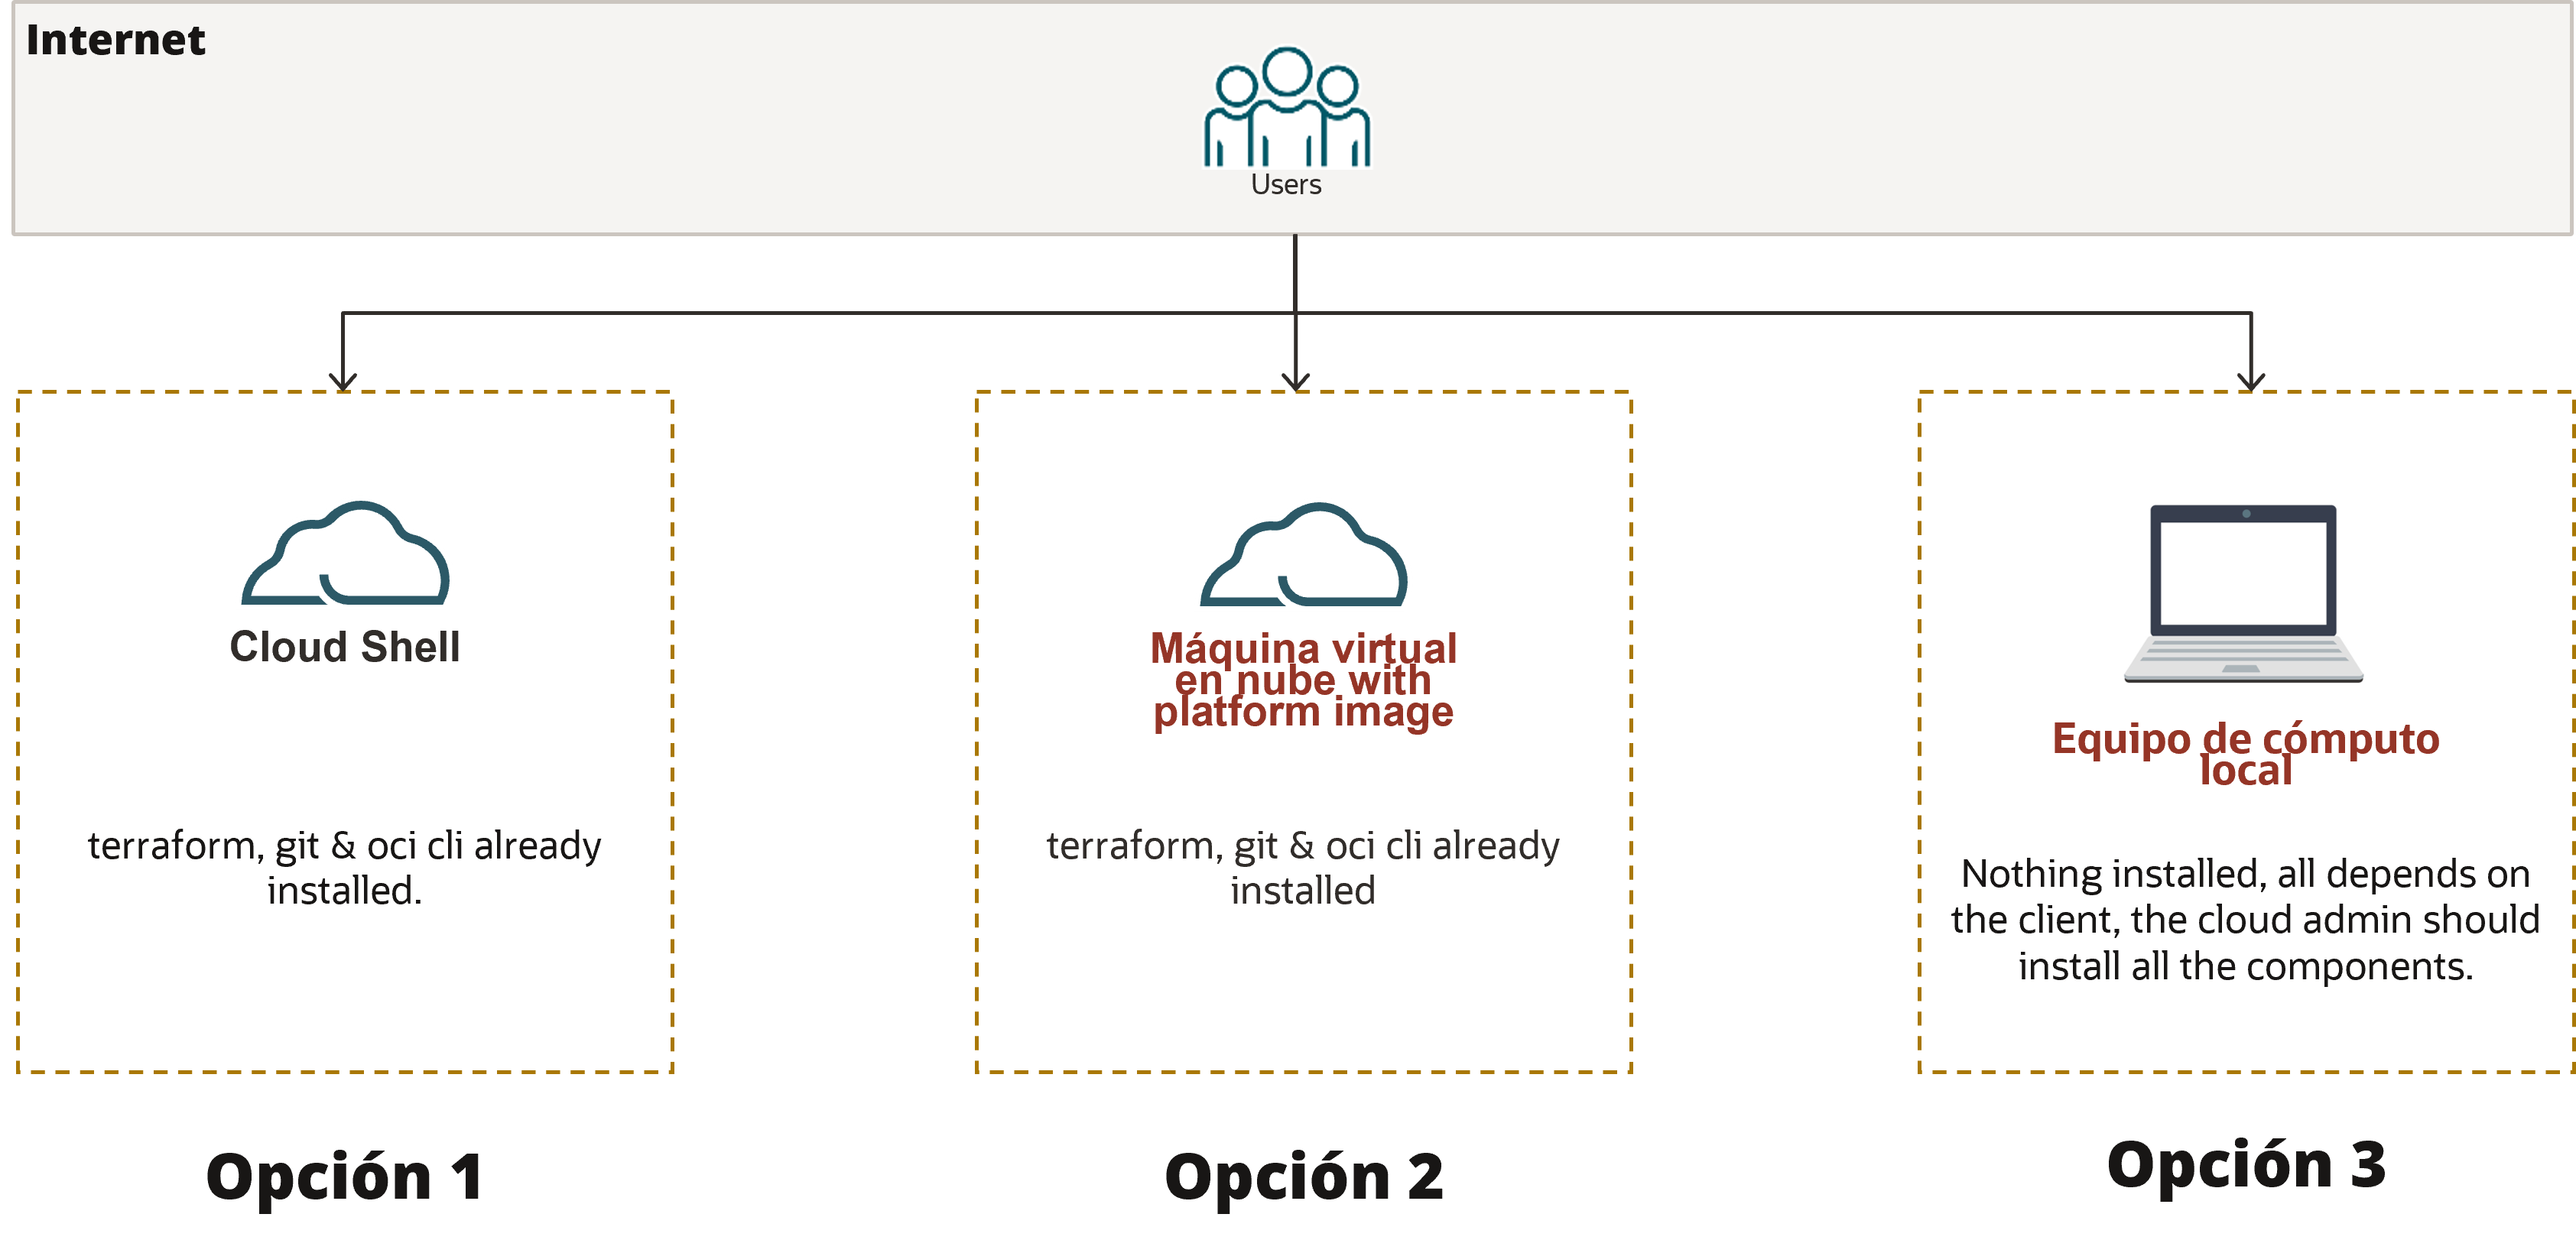 Internet
Users
Cloud Shell
terraform, git & oci cli already
installed.
Opción 1
Máquina virtual
en nube with
platform image
terraform, git & oci cli already
installed
Opción 2
Equipo de cómputo
local
Nothing installed, all depends on
the client, the cloud admin should
install all the components.
Opción 3